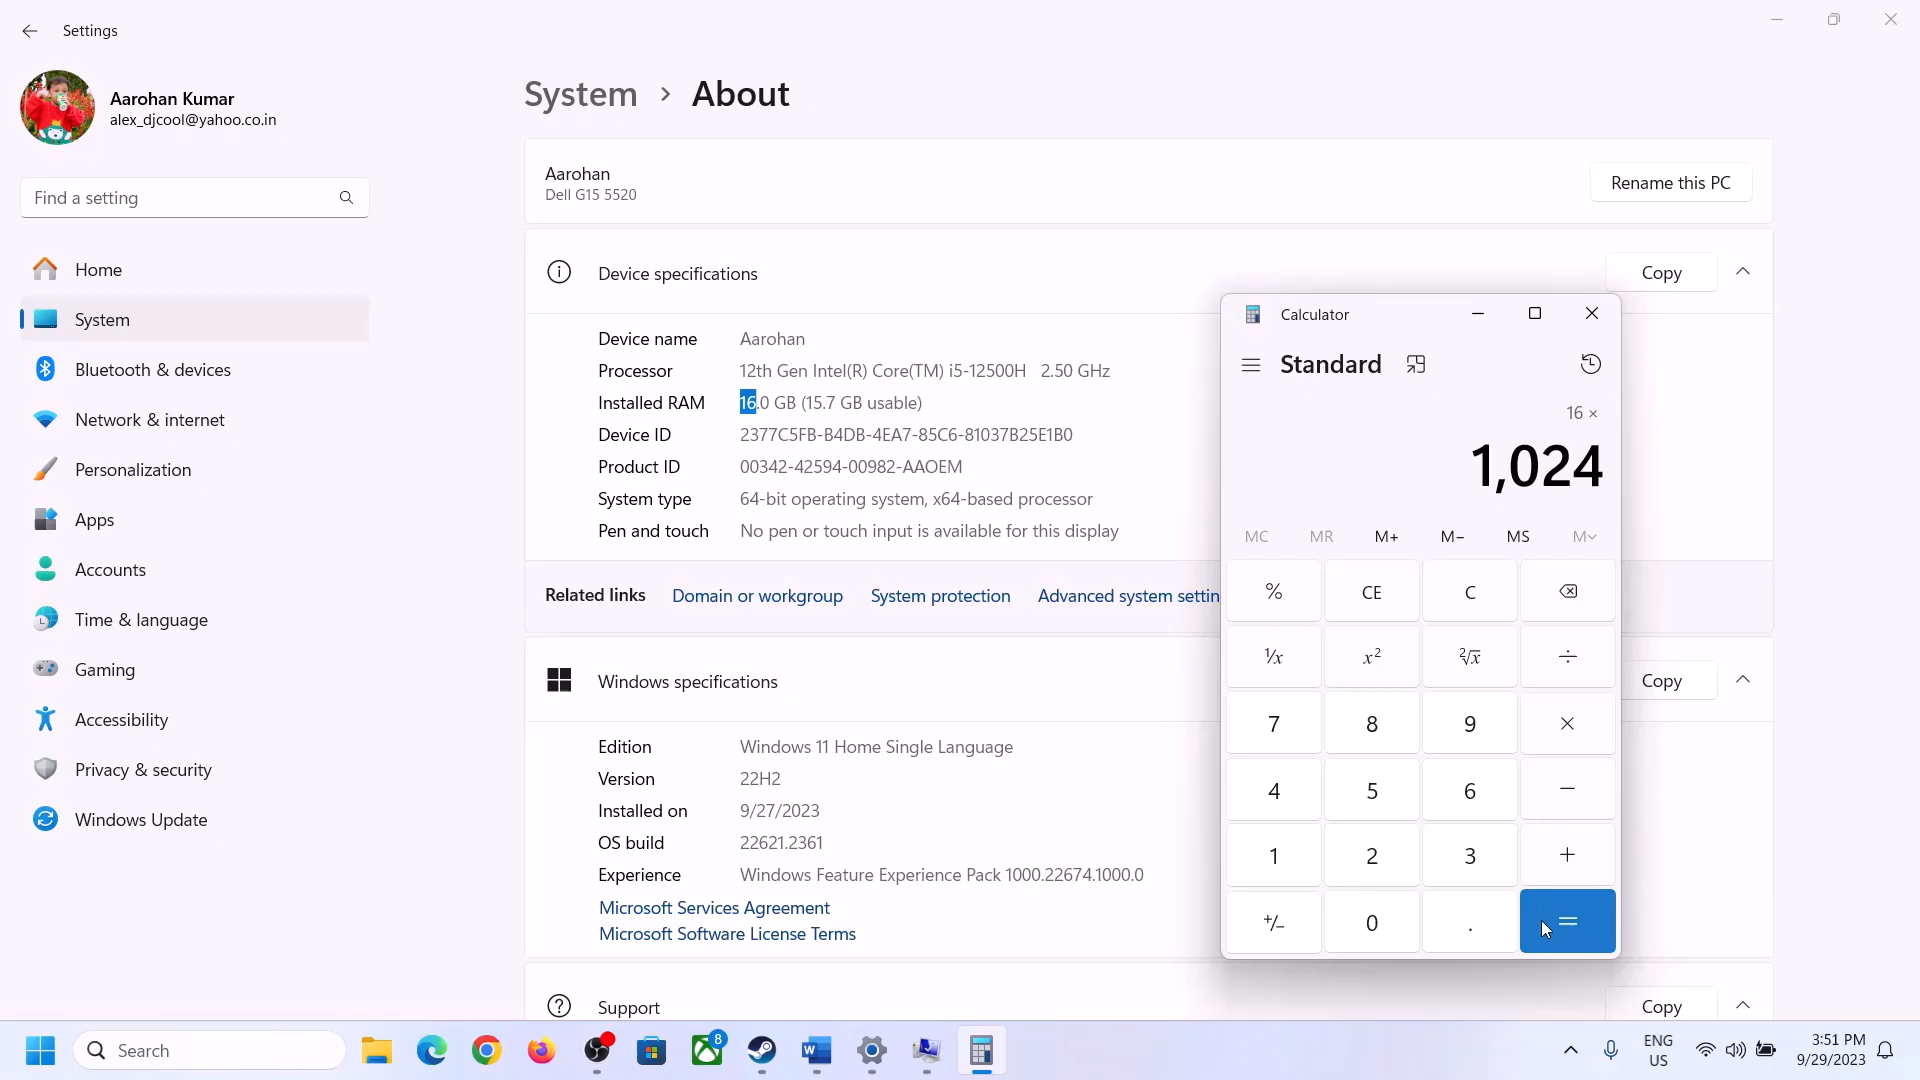 Settings
Aarohan Kumar
alex_djcool@yahoo.co.in
Find a setting
Home
System
Bluetooth & devices
Network & internet
Personalization
Apps
Accounts
Time & language
Gaming
Accessibility
Privacy & security
Windows Update
System > About
Aarohan
Dell G15 5520
Rename this PC
Device specifications
Copy
Device name Aarohan
Processor 12th Gen Intel(R) Core(TM) i5-12500H 2.50 GHz
Installed RAM 16.0 GB (15.7 GB usable)
Device ID 2377C5FB-B4DB-4EA7-85C6-81037B25E1B0
Product ID 00342-42594-00982-AAOEM
System type 64-bit operating system, x64-based processor
Pen and touch No pen or touch input is available for this display
Related links Domain or workgroup System protection Advanced system settin
Windows specifications
Copy
Edition Windows 11 Home Single Language
Version 22H2
Installed on 9/27/2023
OS build 22621.2361
Experience Windows Feature Experience Pack 1000.22674.1000.0
Microsoft Services Agreement
Microsoft Software License Terms
Support
Copy
Calculator
Standard
16 ×
1,024
MC MR M+ M− MS M
% CE C
¹⁄x x² ²√x ÷
7 8 9 ×
4 5 6 −
1 2 3 +
+/− 0 . =
Search
8
ENG
US
3:51 PM
9/29/2023